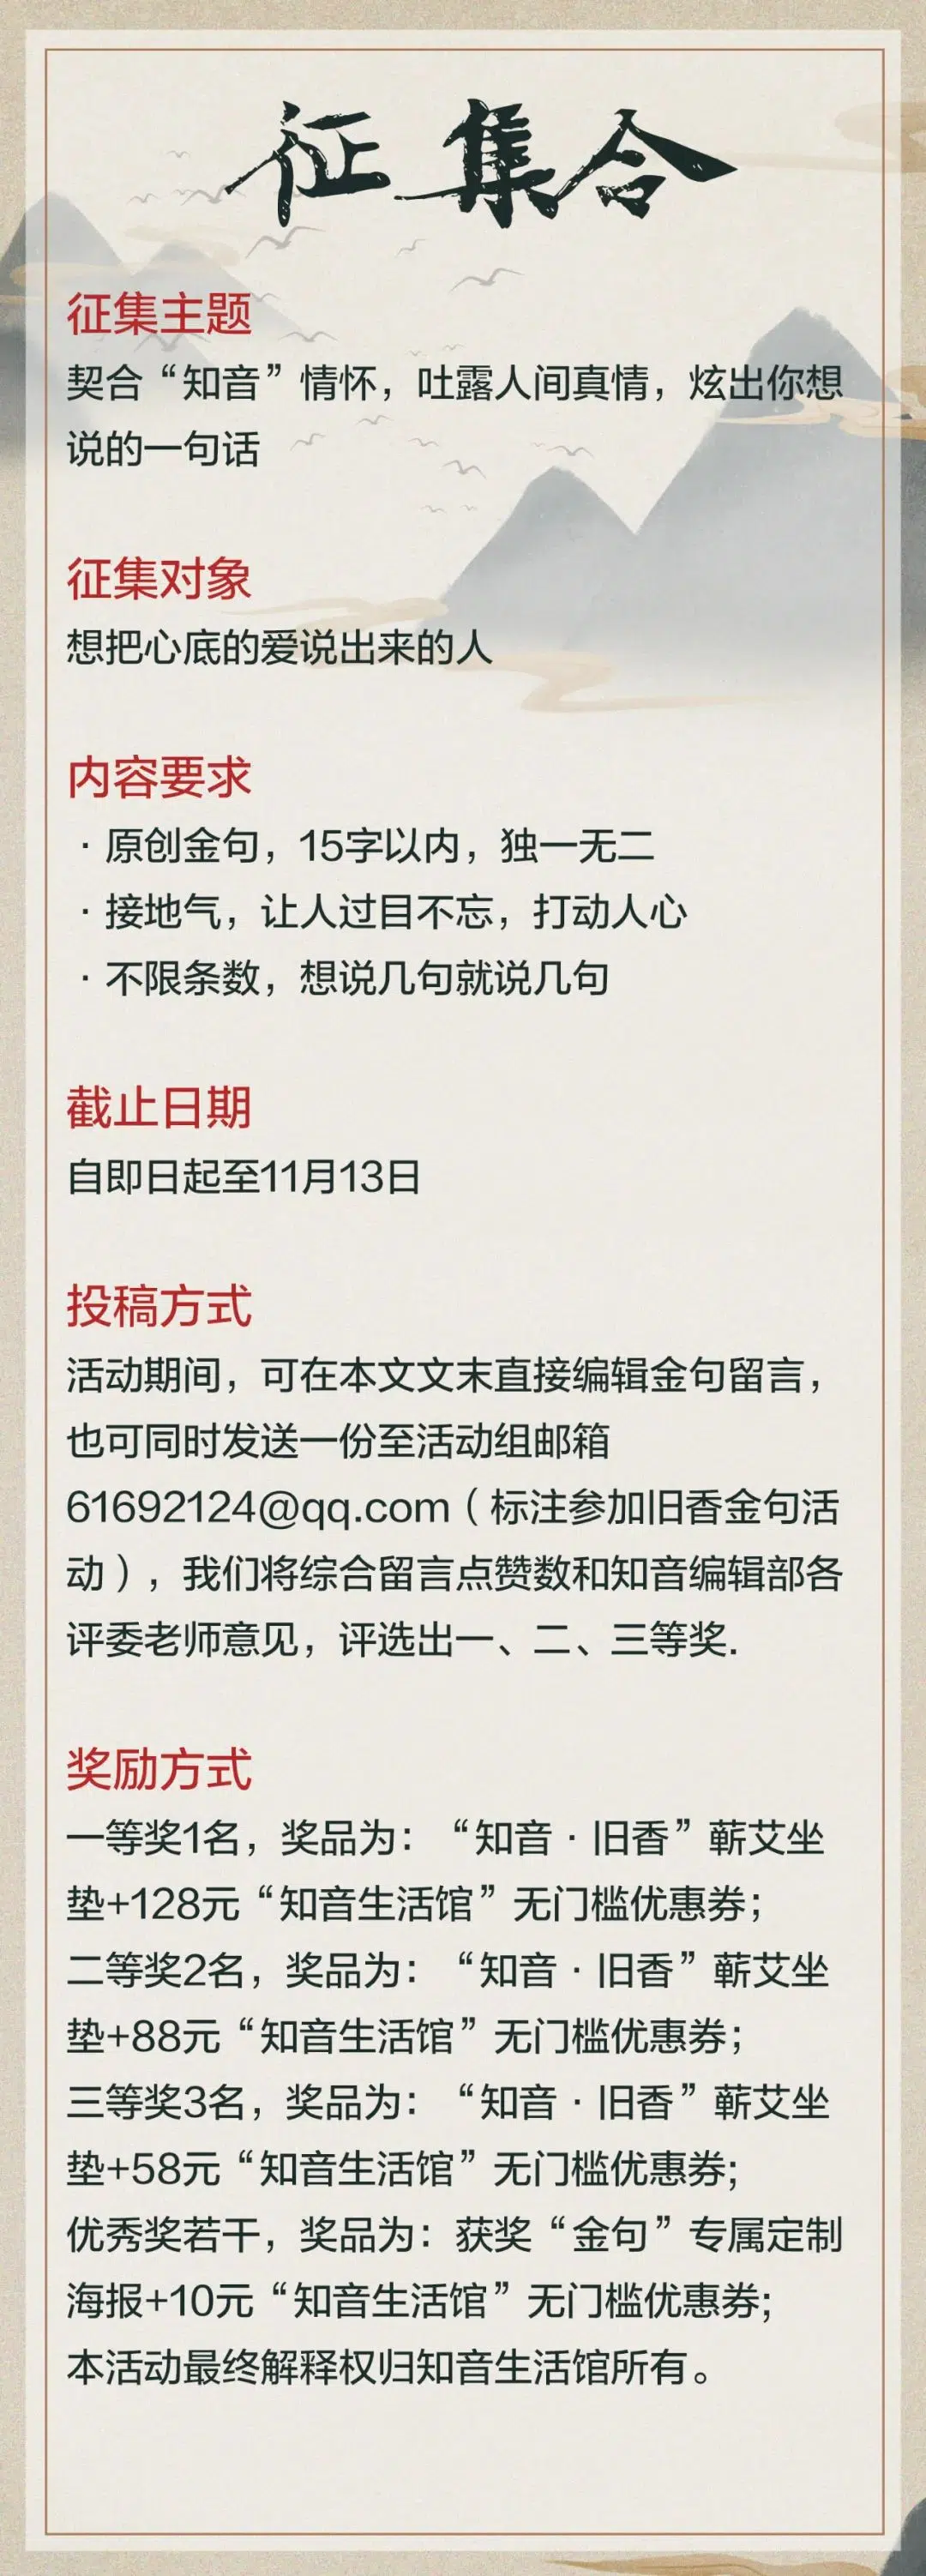 征集令
征集主题
契合“知音”情怀，吐露人间真情，炫出你想
说的一句话
征集对象
想把心底的爱说出来的人
内容要求
·原创金句，15字以内，独一无二
·接地气，让人过目不忘，打动人心
·不限条数，想说几句就说几句
截止日期
自即日起至11月13日
投稿方式
活动期间，可在本文文末直接编辑金句留言，
也可同时发送一份至活动组邮箱
61692124@qq.com（标注参加旧香金句活
动），我们将综合留言点赞数和知音编辑部各
评委老师意见，评选出一、二、三等奖.
奖励方式
一等奖1名，奖品为：“知音·旧香”蕲艾坐
垫+128元“知音生活馆”无门槛优惠券；
二等奖2名，奖品为：“知音·旧香”蕲艾坐
垫+88元“知音生活馆”无门槛优惠券；
三等奖3名，奖品为：“知音·旧香”蕲艾坐
垫+58元“知音生活馆”无门槛优惠券;
优秀奖若干，奖品为：获奖“金句”专属定制
海报+10元“知音生活馆”无门槛优惠券;
本活动最终解释权归知音生活馆所有。